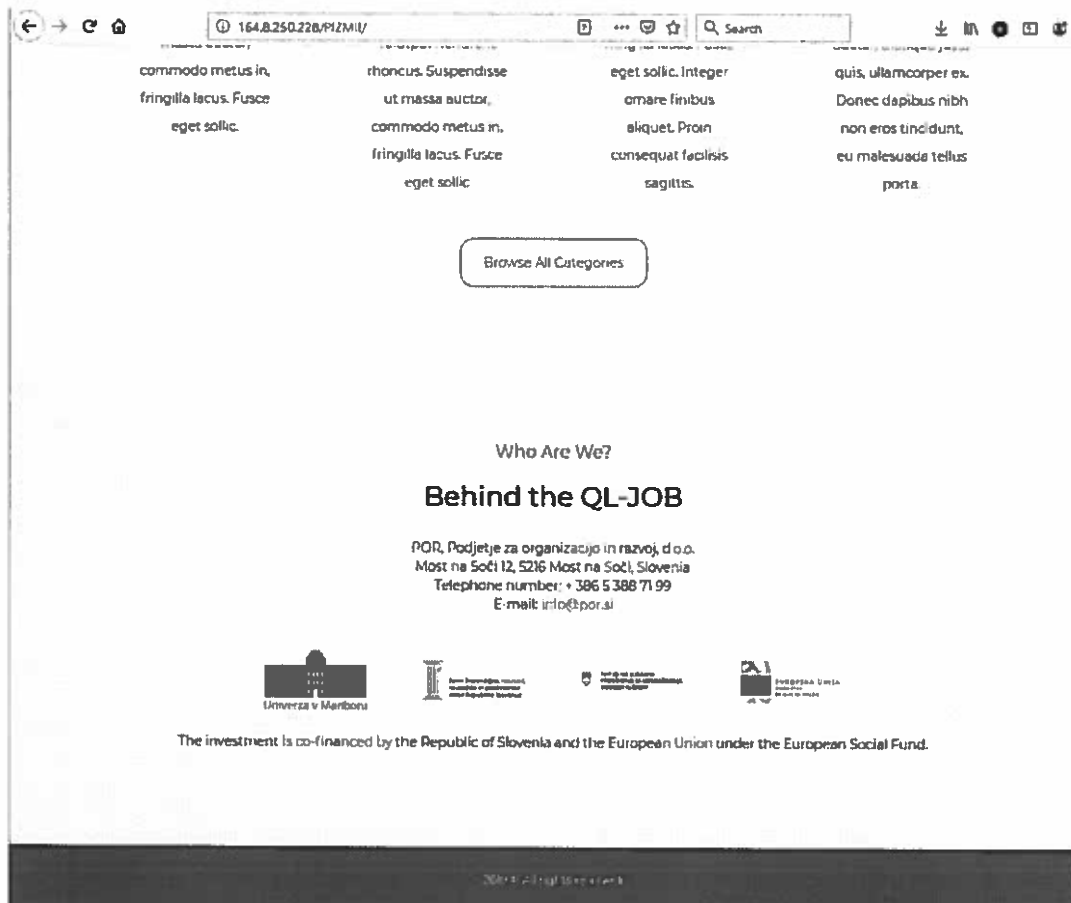 164.8.250.228/PIZMIL/
Search
commodo metus in,
fringilla lacus. Fusce
eget sollic.
rhoncus. Suspendisse
ut massa auctor,
commodo metus in,
fringilla lacus. Fusce
eget sollic.
eget sollic. Integer
ornare finibus
aliquet. Proin
consequat facilisis
sagittis.
quis, ullamcorper ex.
Donec dapibus nibh
non eros tincidunt,
eu malesuada tellus
porta.
Browse All Categories
Who Are We?
Behind the QL-JOB
POR, Podjetje za organizacijo in razvoj, d.o.o.
Most na Soči 12, 5216 Most na Soči, Slovenia
Telephone number: + 386 5 388 71 99
E-mail: info@por.si
Univerza v Mariboru
EVROPSKA UNIJA
The investment is co-financed by the Republic of Slovenia and the European Union under the European Social Fund.